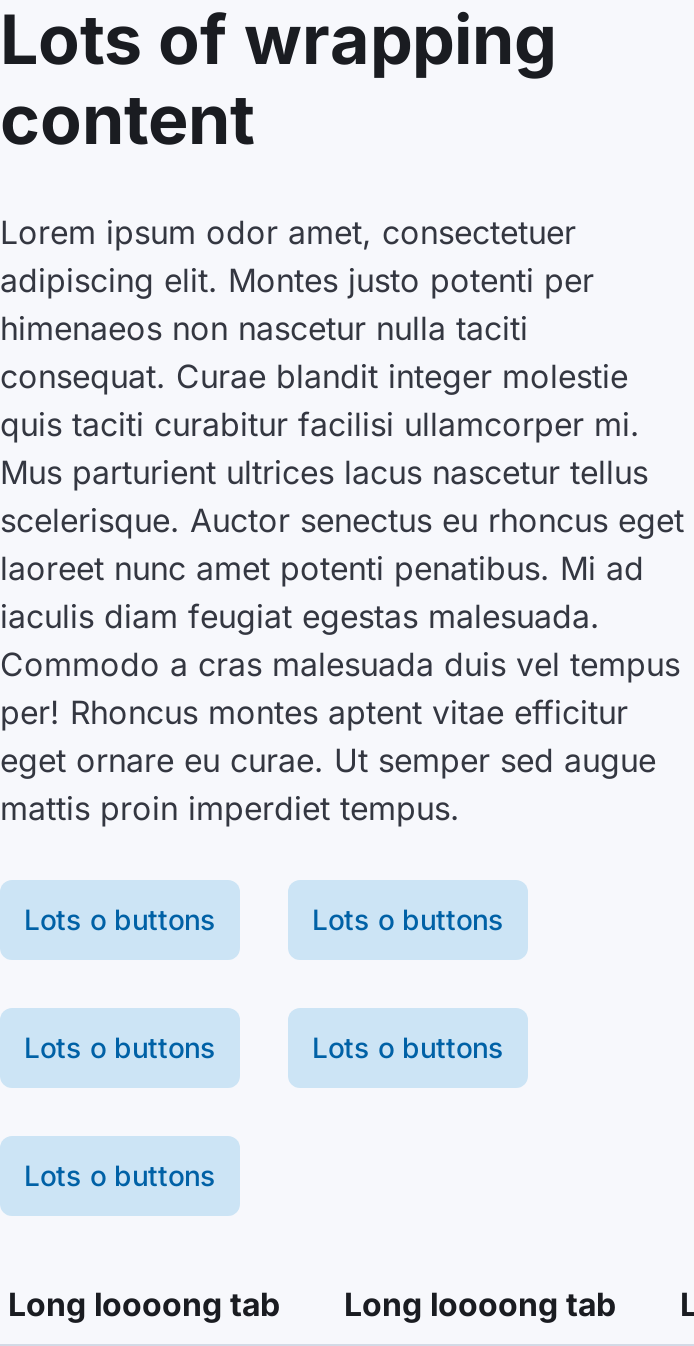 Lots of wrapping
content
Lorem ipsum odor amet, consectetuer
adipiscing elit. Montes justo potenti per
himenaeos non nascetur nulla taciti
consequat. Curae blandit integer molestie
quis taciti curabitur facilisi ullamcorper mi.
Mus parturient ultrices lacus nascetur tellus
scelerisque. Auctor senectus eu rhoncus eget
laoreet nunc amet potenti penatibus. Mi ad
iaculis diam feugiat egestas malesuada.
Commodo a cras malesuada duis vel tempus
per! Rhoncus montes aptent vitae efficitur
eget ornare eu curae. Ut semper sed augue
mattis proin imperdiet tempus.
Lots o buttons Lots o buttons
Lots o buttons Lots o buttons
Lots o buttons
Long loooong tab Long loooong tab